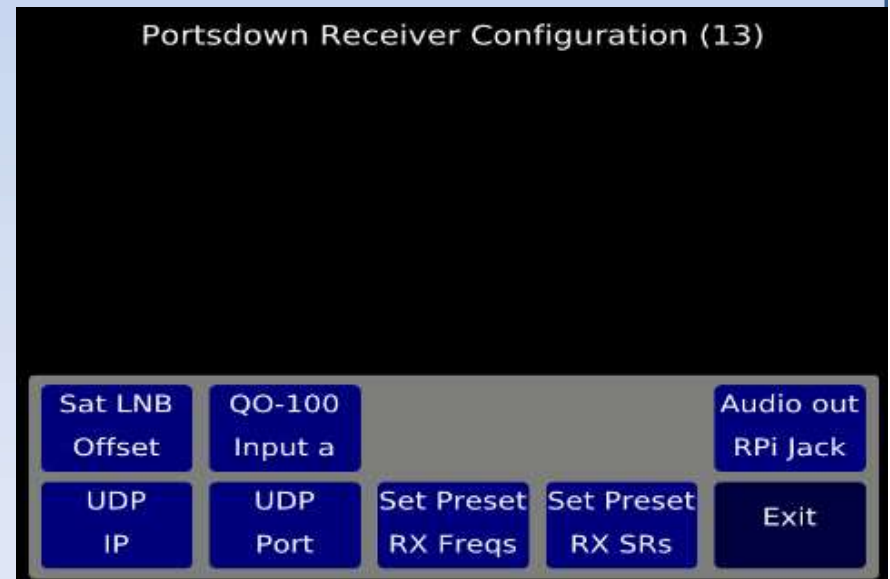 Portsdown Receiver Configuration (13)
Sat LNB
Offset
QO-100
Input a
Audio out
RPi Jack
UDP
IP
UDP
Port
Set Preset
RX Freqs
Set Preset
RX SRs
Exit